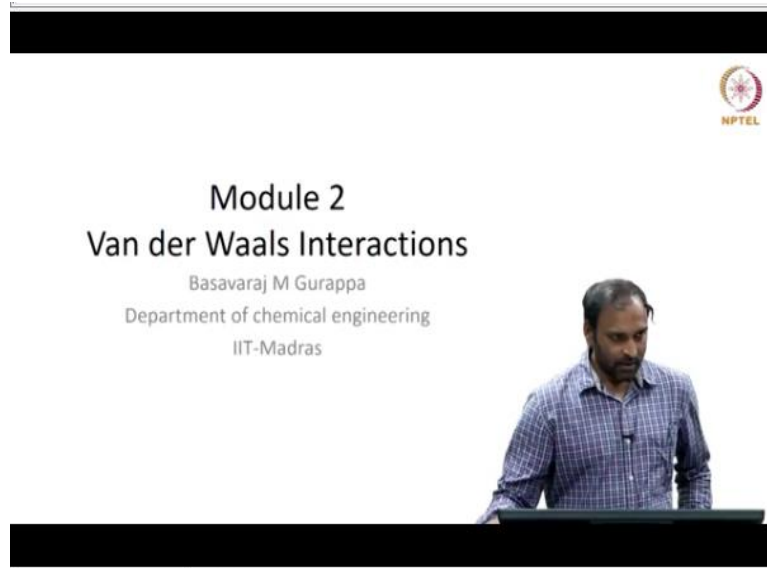 NPTEL
Module 2
Van der Waals Interactions
Basavaraj M Gurappa
Department of chemical engineering
IIT-Madras